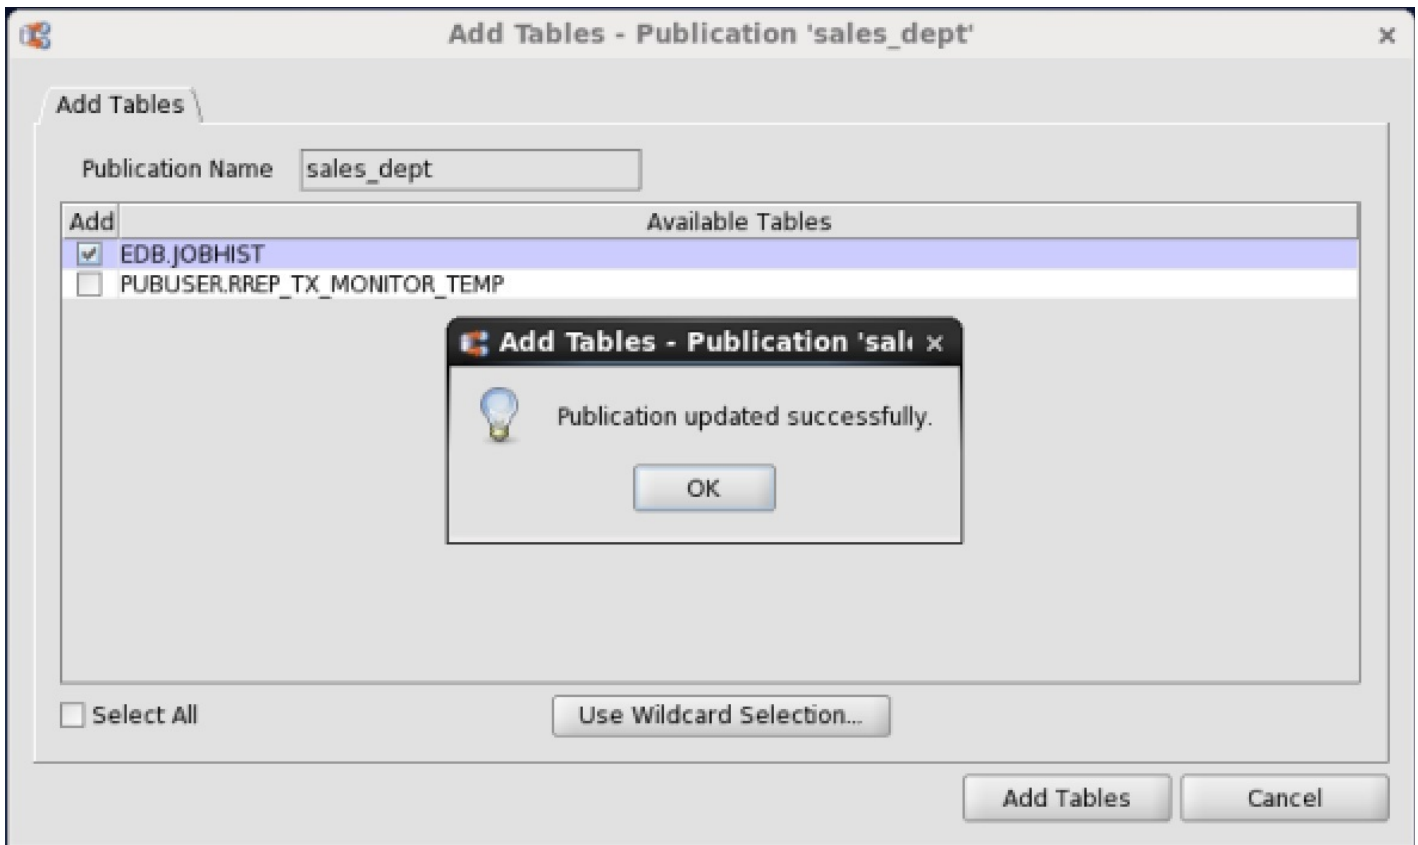 Add Tables - Publication 'sales_dept'
Add Tables
Publication Name sales_dept
Add Available Tables
EDB.JOBHIST
PUBUSER.RREP_TX_MONITOR_TEMP
Add Tables - Publication 'sal
Publication updated successfully.
OK
Select All Use Wildcard Selection...
Add Tables Cancel